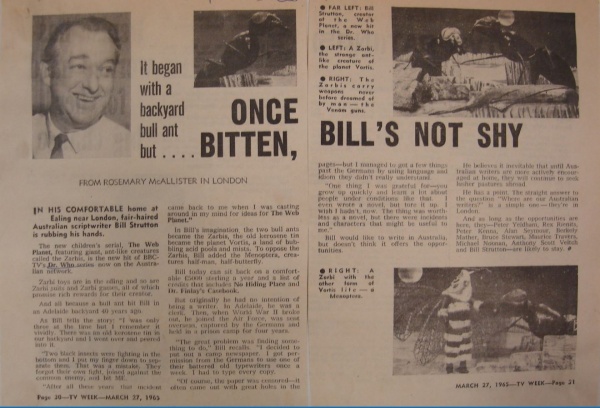 It began
with a
backyard
bull ant
but....
ONCE
BITTEN,
FROM ROSEMARY McALLISTER IN LONDON
IN HIS COMFORTABLE home at
Ealing near London, fair-haired
Australian scriptwriter Bill Strutton
is rubbing his hands.
The new children's serial, The Web
Planet, featuring giant, ant-like creatures
called the Zarbis, is the new hit of BBC-
TV's Dr. Who series now on the Austra-
lian network.
Zarbi toys are in the offing and so are
Zarbi suits and Zarbi games, all of which
promise rich rewards for their creator.
And all because a bull ant bit Bill in
an Adelaide backyard 40 years ago.
As Bill tells the story: "I was only
three at the time but I remember it
vividly. There was an old tin in
our backyard and I went over and peered
into it.
"Two black insects were fighting in the
bottom and I put my finger down to sep-
arate them. That was a mistake. They
forgot their own fight, joined against the
common enemy, and bit ME.
"After all these years that incident
Page 20—TV WEEK—MARCH 27, 1965
came back to me when I was casting
around in my mind for ideas for The Web
Planet."
In Bill's imagination, the two bull ants
became the Zarbis, the old tin
became the planet Vortis, a land of bub-
bling acid pools and mists. To oppose the
Zarbis, Bill added the Menoptera, crea-
tures half-man, half-butterfly.
Bill today can sit back on a comfort-
able sterling a year and a list of
credits that includes No Hiding Place and
Dr. Finlay's Casebook.
But originally he had no intention of
being a writer. In Adelaide, he was a
clerk. Then, when World War II broke
out, he joined the Air Force, was sent
overseas, captured by the Germans and
held in a prison camp for four years.
"The great problem was finding some-
thing to do," Bill recalls. "I decided to
put out a camp newspaper. I got per-
mission from the Germans to use one of
their battered old typewriters once a
week. I had to type every copy.
"Of course, the paper was censored—it
often came out with great holes in the
● FAR LEFT: Bill
Strutton, creator
of the Web
Planet, a new hit
in the Dr. Who
series.
● LEFT: A Zarbi,
the strange ant-
like creature of
the planet Vortis.
● RIGHT: The
Zarbis carry
weapons never
before dreamed of
by man — the
Venom guns.
BILL'S NOT SHY
pages—but I managed to get a few things
past the Germans by using language and
idiom they didn't really understand.
"One thing I was grateful for—you
grow up quickly and learn a lot about
people under conditions like that. I
even wrote a novel, but tore it up. I
wish I hadn't, now. The thing was worth-
less as a novel, but there were incidents
and characters that might be useful to
me."
Bill would like to write in Australia,
but doesn't think it offers the oppor-
tunities.
He believes it inevitable that until Aus-
tralian writers are more actively encour-
aged at home, they will continue to seek
better pastures abroad.
He has a point. The straight answer to
the question "Where are our Australian
writers?" is a simple one—they're in
London.
And as long as the opportunities are
here, they—Peter Yeldham, Rex Rienits,
Peter Kinnis, Alan Seymour,
Bruce Stewart, Maurice Travers,
Michael Noonan, Anthony Scott Veitch
and Bill Strutton—are likely to stay. #
● RIGHT: A
Zarbi with the
other form of
Vortis life — a
Menoptera.
MARCH 27, 1965—TV WEEK—Page 21